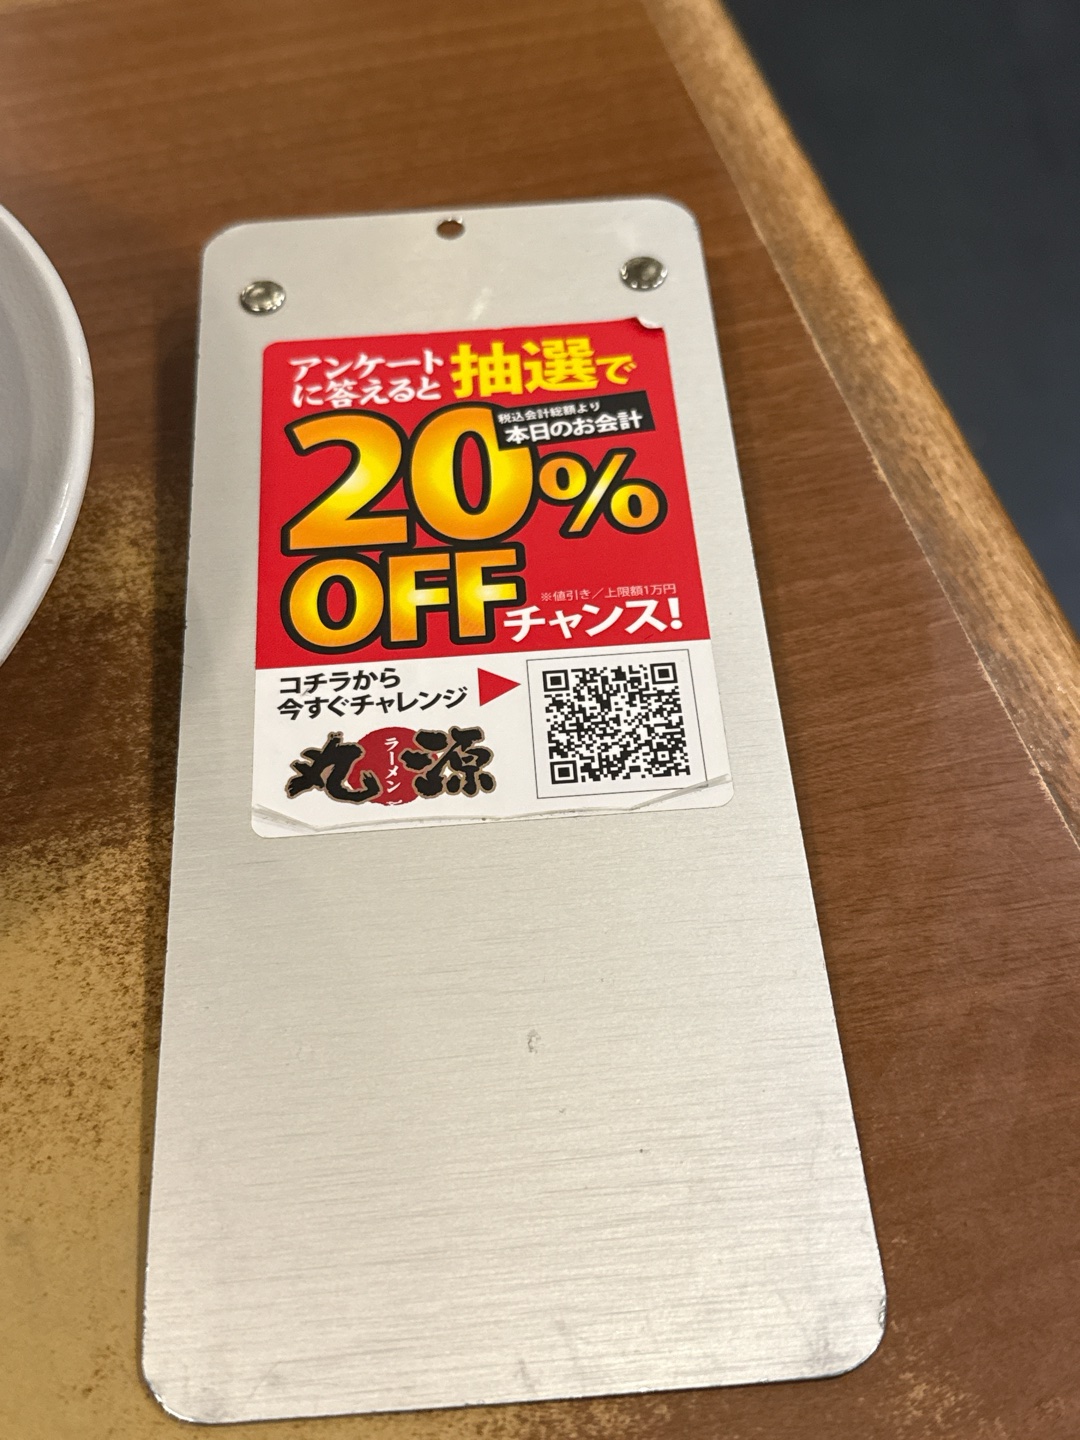 アンケート
に答えると抽選で
税込会計総額より
本日のお会計
20%
OFF
※値引き／上限額1万円
チャンス!
コチラから
今すぐチャレンジ
丸源
ラーメン